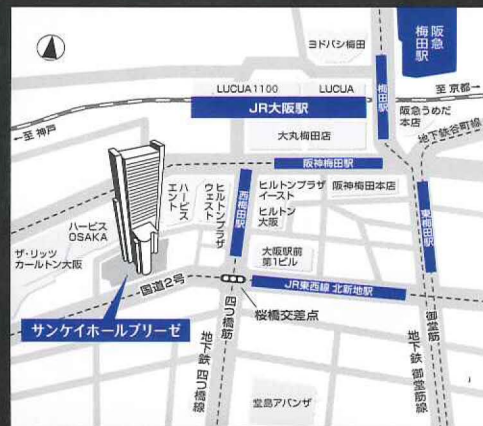 阪急
梅田駅
ヨドバシ梅田
梅田駅
至 京都→
LUCUA1100
LUCUA
JR大阪駅
阪急うめだ
本店
地下鉄谷町線
←至 神戸
大丸梅田店
阪神梅田駅
西梅田駅
ヒルトンプラザ
イースト
阪神梅田本店
ヒルトン
大阪
東梅田駅
ハービス
エント
ヒルトンプラザ
ウェスト
ハービス
OSAKA
ザ・リッツ
カールトン大阪
大阪駅前
第1ビル
国道2号
JR東西線 北新地駅
サンケイホールブリーゼ
桜橋交差点
四つ橋筋
地下鉄 四つ橋線
御堂筋
地下鉄 御堂筋線
堂島アバンザ